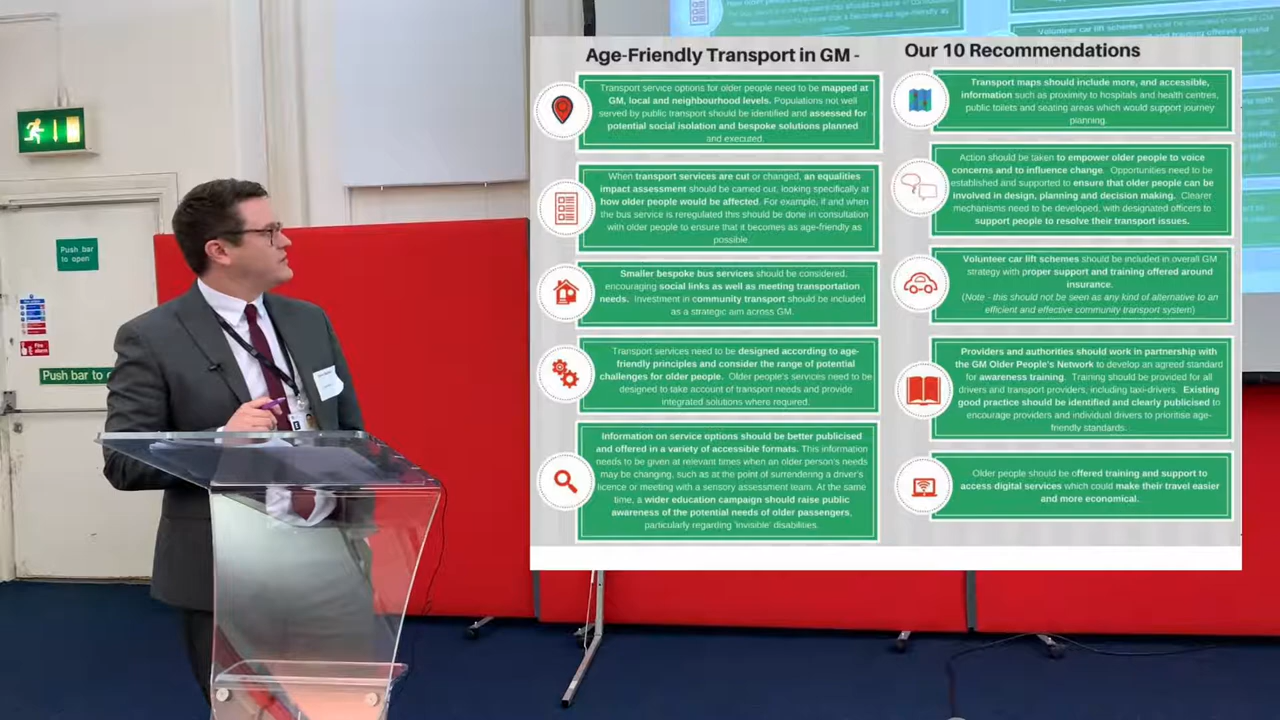 Age-Friendly Transport in GM -
Transport service options for older people need to be mapped at
GM, local and neighbourhood levels. Populations not well
served by public transport should be identified and assessed for
potential social isolation and bespoke solutions planned
and executed.
When transport services are cut or changed, an equalities
impact assessment should be carried out, looking specifically at
how older people would be affected. For example, if and when
the bus service is reregulated this should be done in consultation
with older people to ensure that it becomes as age-friendly as
possible
Smaller bespoke bus services should be considered,
encouraging social links as well as meeting transportation
needs. Investment in community transport should be included
as a strategic aim across GM.
Transport services need to be designed according to age-
friendly principles and consider the range of potential
challenges for older people. Older people's services need to be
designed to take account of transport needs and provide
integrated solutions where required.
Information on service options should be better publicised
and offered in a variety of accessible formats. This information
needs to be given at relevant times when an older person's needs
may be changing, such as at the point of surrendering a driver's
licence or meeting with a sensory assessment team. At the same
time, a wider education campaign should raise public
awareness of the potential needs of older passengers,
particularly regarding 'invisible' disabilities.
Our 10 Recommendations
Transport maps should include more, and accessible,
information such as proximity to hospitals and health centres,
public toilets and seating areas which would support journey
planning.
Action should be taken to empower older people to voice
concerns and to influence change. Opportunities need to be
established and supported to ensure that older people can be
involved in design, planning and decision making. Clearer
mechanisms need to be developed, with designated officers to
support people to resolve their transport issues.
Volunteer car lift schemes should be included in overall GM
strategy with proper support and training offered around
insurance.
(Note - this should not be seen as any kind of alternative to an
efficient and effective community transport system)
Providers and authorities should work in partnership with
the GM Older People's Network to develop an agreed standard
for awareness training. Training should be provided for all
drivers and transport providers, including taxi-drivers. Existing
good practice should be identified and clearly publicised to
encourage providers and individual drivers to prioritise age-
friendly standards.
Older people should be offered training and support to
access digital services which could make their travel easier
and more economical.
Push bar
to open
Fire alarm
Push bar to